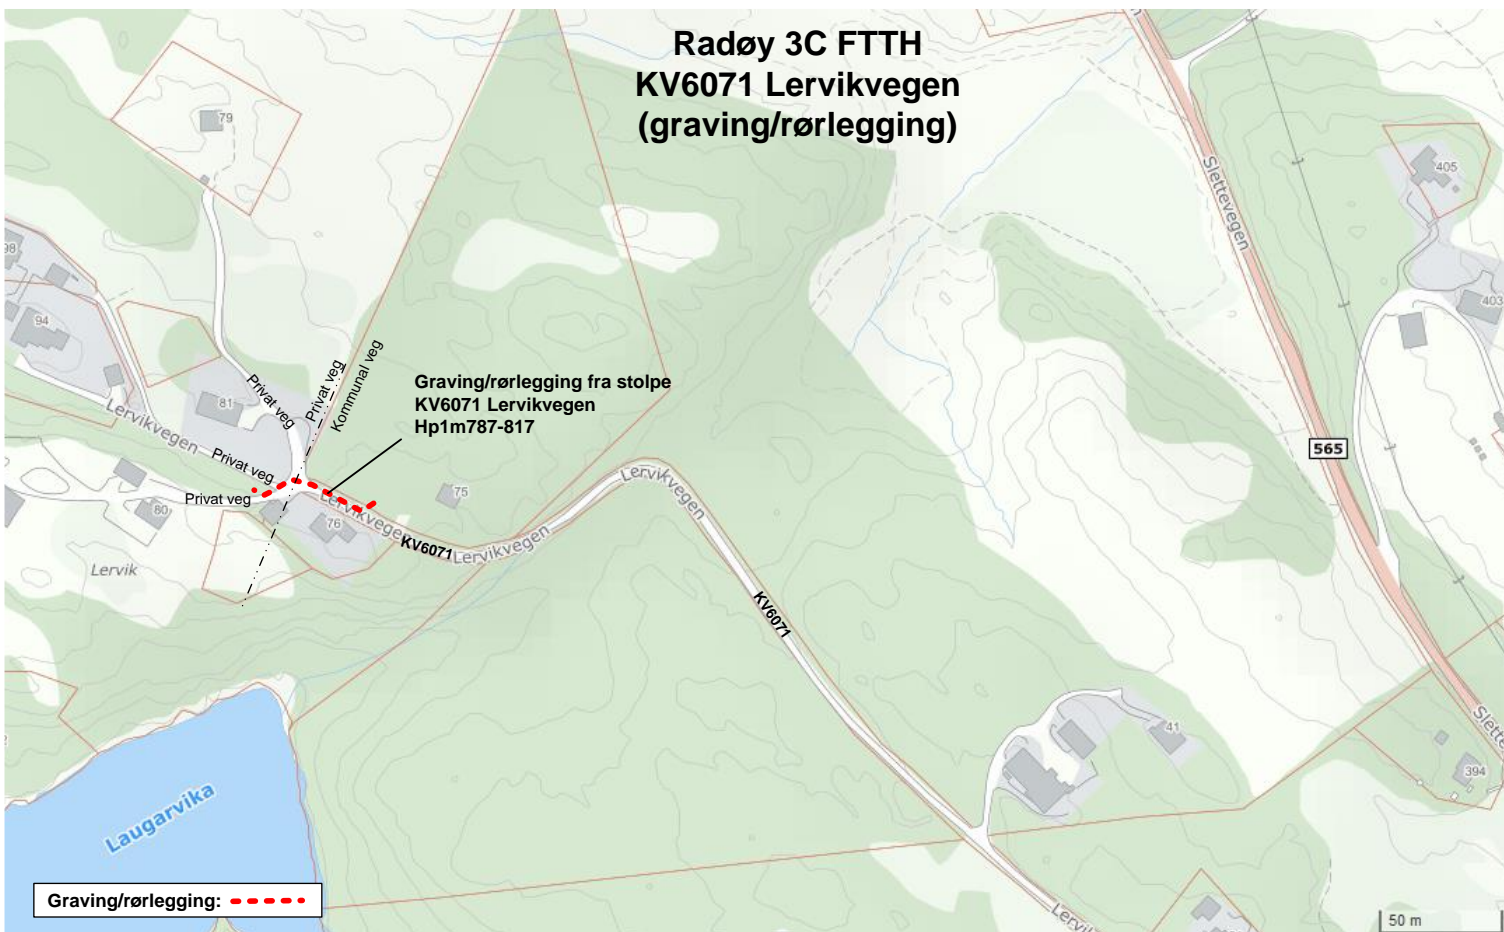 Radøy 3C FTTH
KV6071 Lervikvegen
(graving/rørlegging)
79
405
Slettevegen
403
98
94
Privat veg
Kommunal veg
Privat veg
81
Graving/rørlegging fra stolpe
KV6071 Lervikvegen
Hp1m787-817
Lervikvegen
565
Privat veg
Lervikvegen
75
Privat veg
80
76
Lervikvegen
KV6071
Lervikvegen
Lervik
KV6071
41
394
Laugarvika
Graving/rørlegging:
50 m